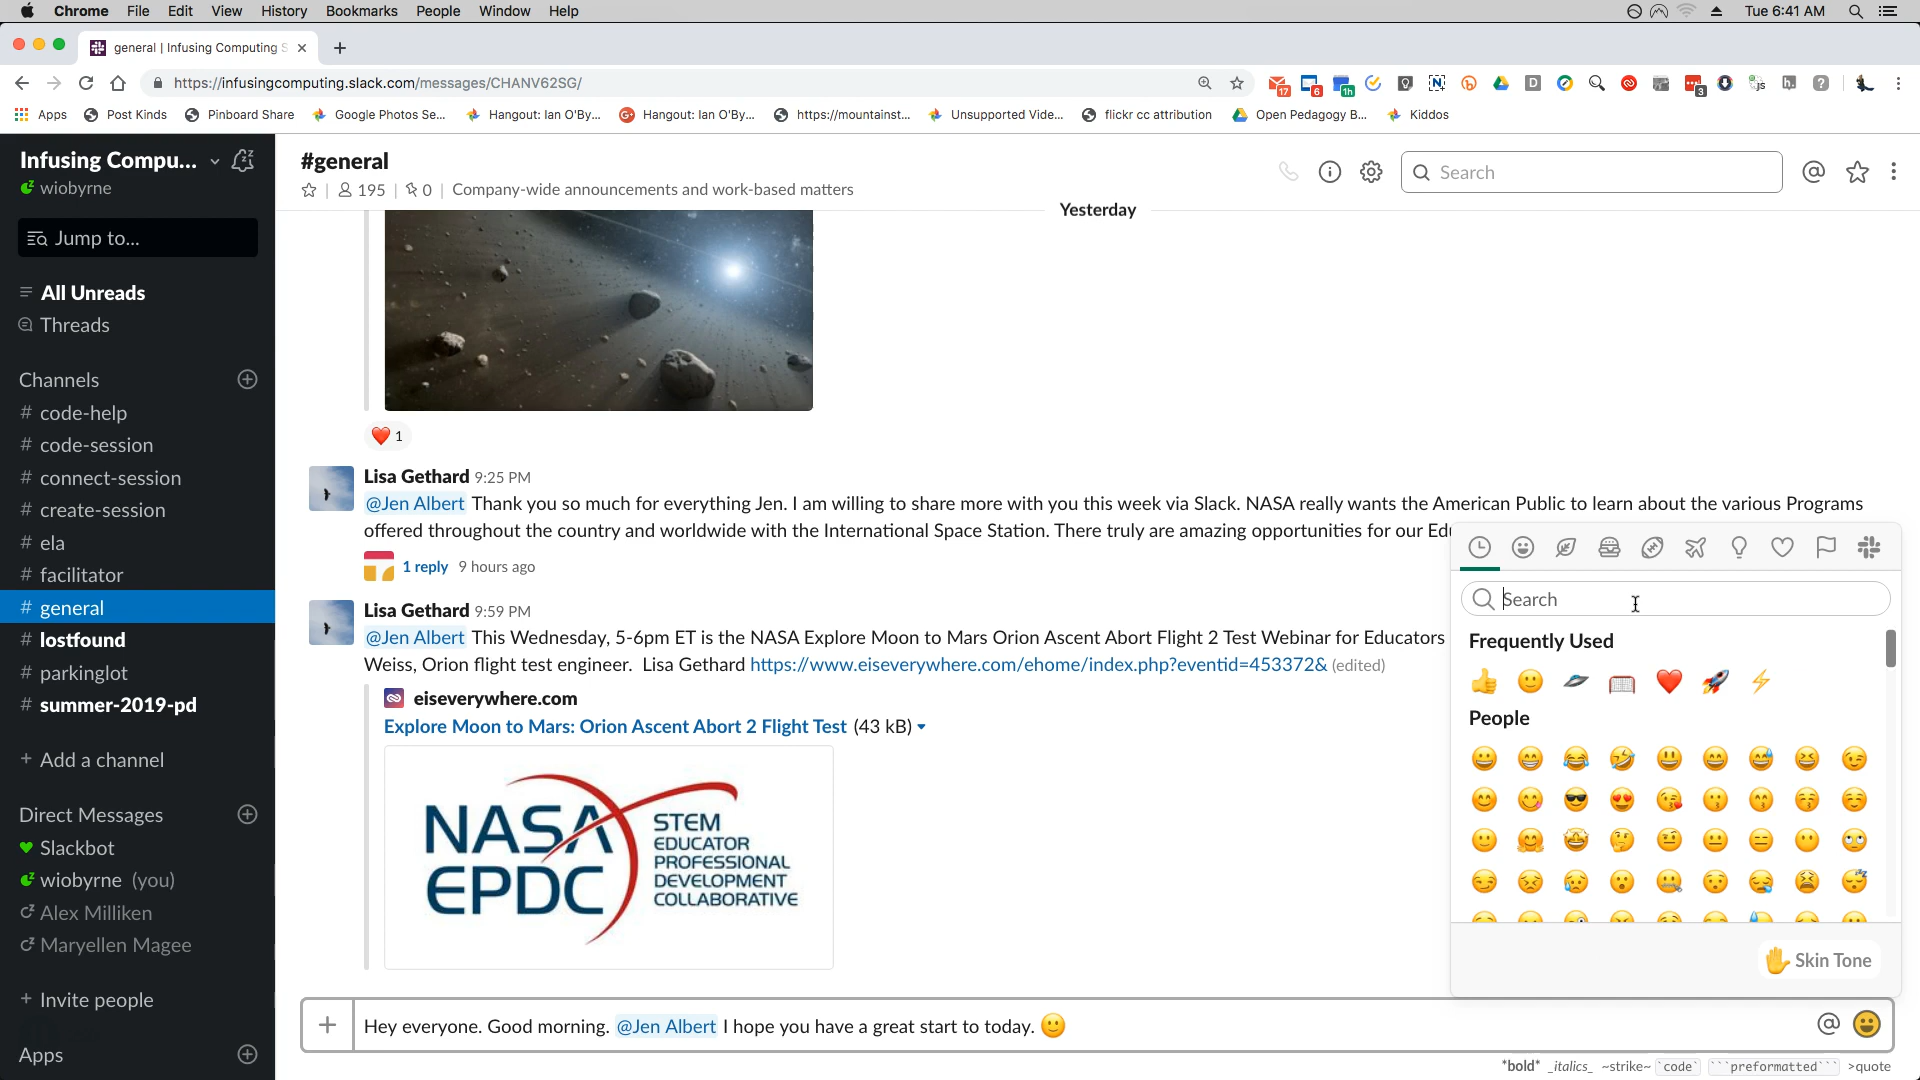 Chrome File Edit View History Bookmarks People Window Help Tue 6:41 AM
general | Infusing Computing S
https://infusingcomputing.slack.com/messages/CHANV62SG/
17 6 1h 3
Apps Post Kinds Pinboard Share Google Photos Se... Hangout: Ian O'By... Hangout: Ian O'By... https://mountainst... Unsupported Vide... flickr cc attribution Open Pedagogy B... Kiddos
Infusing Compu...
wiobyrne
Jump to...
All Unreads
Threads
Channels
# code-help
# code-session
# connect-session
# create-session
# ela
# facilitator
# general
# lostfound
# parkinglot
# summer-2019-pd
+ Add a channel
Direct Messages
Slackbot
wiobyrne (you)
Alex Milliken
Maryellen Magee
+ Invite people
Apps
#general
195 | 0 | Company-wide announcements and work-based matters
Search
Yesterday
1
Lisa Gethard 9:25 PM
@Jen Albert Thank you so much for everything Jen. I am willing to share more with you this week via Slack. NASA really wants the American Public to learn about the various Programs
offered throughout the country and worldwide with the International Space Station. There truly are amazing opportunities for our Edu
1 reply 9 hours ago
Lisa Gethard 9:59 PM
@Jen Albert This Wednesday, 5-6pm ET is the NASA Explore Moon to Mars Orion Ascent Abort Flight 2 Test Webinar for Educators
Weiss, Orion flight test engineer. Lisa Gethard https://www.eiseverywhere.com/ehome/index.php?eventid=453372& (edited)
eiseverywhere.com
Explore Moon to Mars: Orion Ascent Abort 2 Flight Test (43 kB)
NASA
EPDC
STEM
EDUCATOR
PROFESSIONAL
DEVELOPMENT
COLLABORATIVE
Search
Frequently Used
People
Skin Tone
Hey everyone. Good morning. @Jen Albert I hope you have a great start to today. 🙂
*bold* _italics_ ~strike~ `code` ```preformatted``` >quote